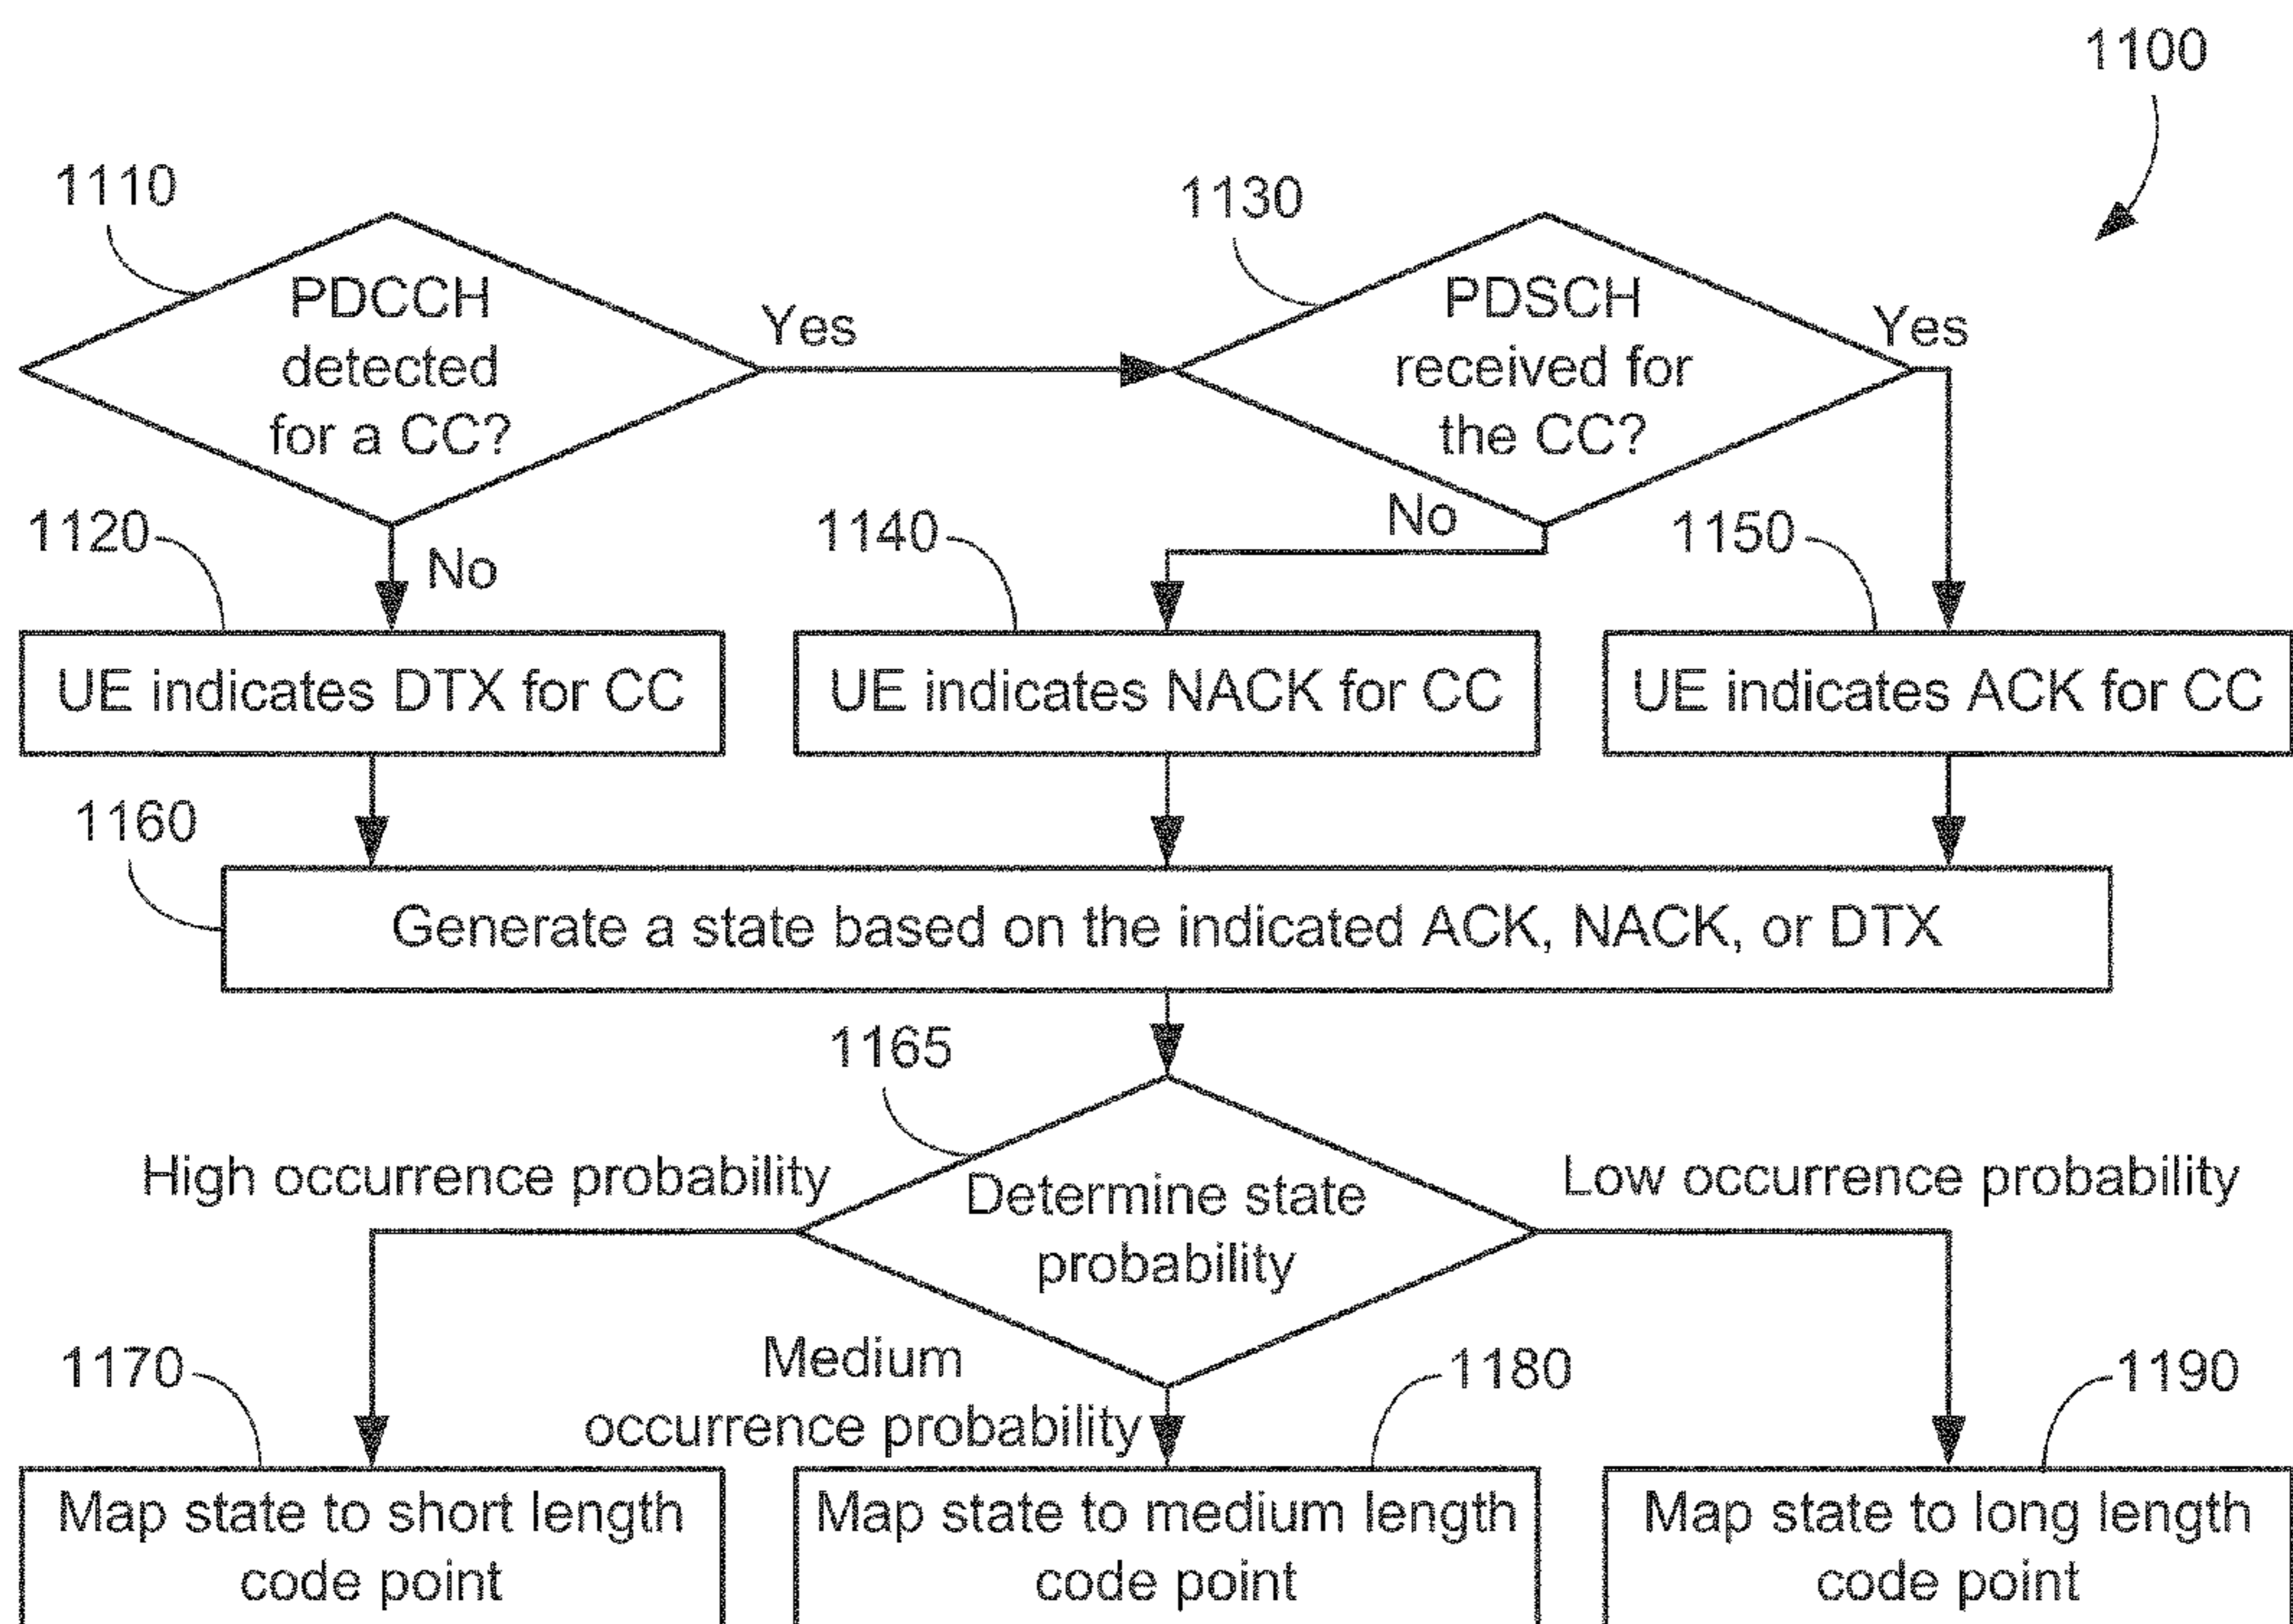 1100
1110
PDCCH
detected
for a CC?
Yes
1130
PDSCH
received for
the CC?
Yes
No
No
1120
UE indicates DTX for CC
1140
UE indicates NACK for CC
1150
UE indicates ACK for CC
1160
Generate a state based on the indicated ACK, NACK, or DTX
1165
Determine state
probability
High occurrence probability
Medium
occurrence probability
Low occurrence probability
1170
Map state to short length
code point
1180
Map state to medium length
code point
1190
Map state to long length
code point